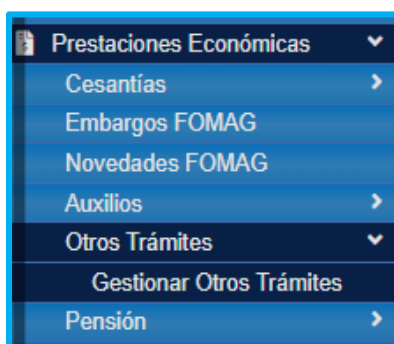 Prestaciones Económicas
Cesantías
Embargos FOMAG
Novedades FOMAG
Auxilios
Otros Trámites
Gestionar Otros Trámites
Pensión